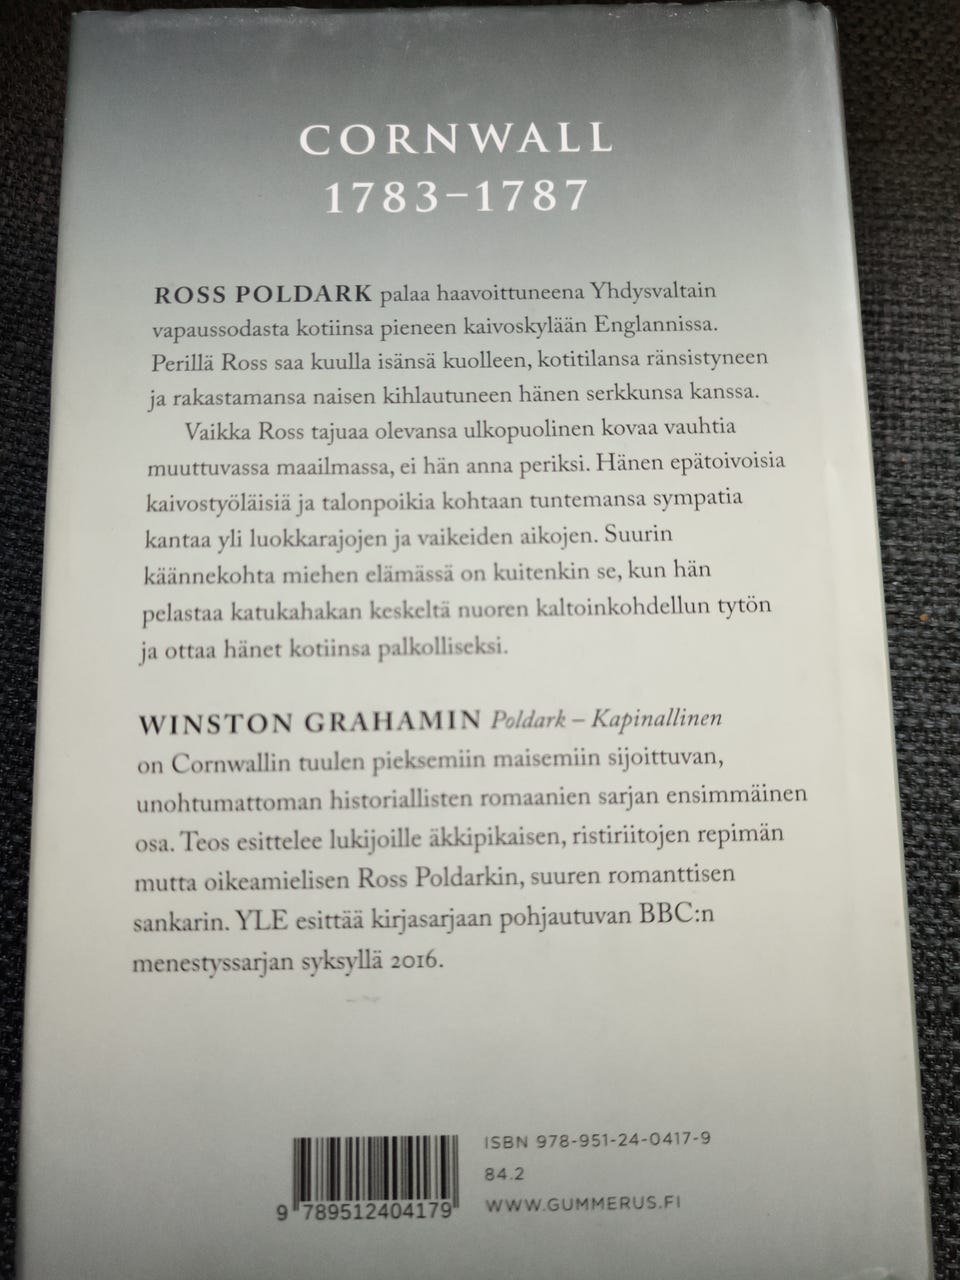 CORNWALL
1783–1787
ROSS POLDARK palaa haavoittuneena Yhdysvaltain
vapaussodasta kotiinsa pieneen kaivoskylään Englannissa.
Perillä Ross saa kuulla isänsä kuolleen, kotitilansa ränsistyneen
ja rakastamansa naisen kihlautuneen hänen serkkunsa kanssa.
Vaikka Ross tajuaa olevansa ulkopuolinen kovaa vauhtia
muuttuvassa maailmassa, ei hän anna periksi. Hänen epätoivoisia
kaivostyöläisiä ja talonpoikia kohtaan tuntemansa sympatia
kantaa yli luokkarajojen ja vaikeiden aikojen. Suurin
käännekohta miehen elämässä on kuitenkin se, kun hän
pelastaa katukahakan keskeltä nuoren kaltoinkohdellun tytön
ja ottaa hänet kotiinsa palkolliseksi.
WINSTON GRAHAMIN Poldark – Kapinallinen
on Cornwallin tuulen pieksemiin maisemiin sijoittuvan,
unohtumattoman historiallisten romaanien sarjan ensimmäinen
osa. Teos esittelee lukijoille äkkipikaisen, ristiriitojen repimän
mutta oikeamielisen Ross Poldarkin, suuren romanttisen
sankarin. YLE esittää kirjasarjaan pohjautuvan BBC:n
menestyssarjan syksyllä 2016.
ISBN 978-951-24-0417-9
84.2
WWW.GUMMERUS.FI
9 789512 404179